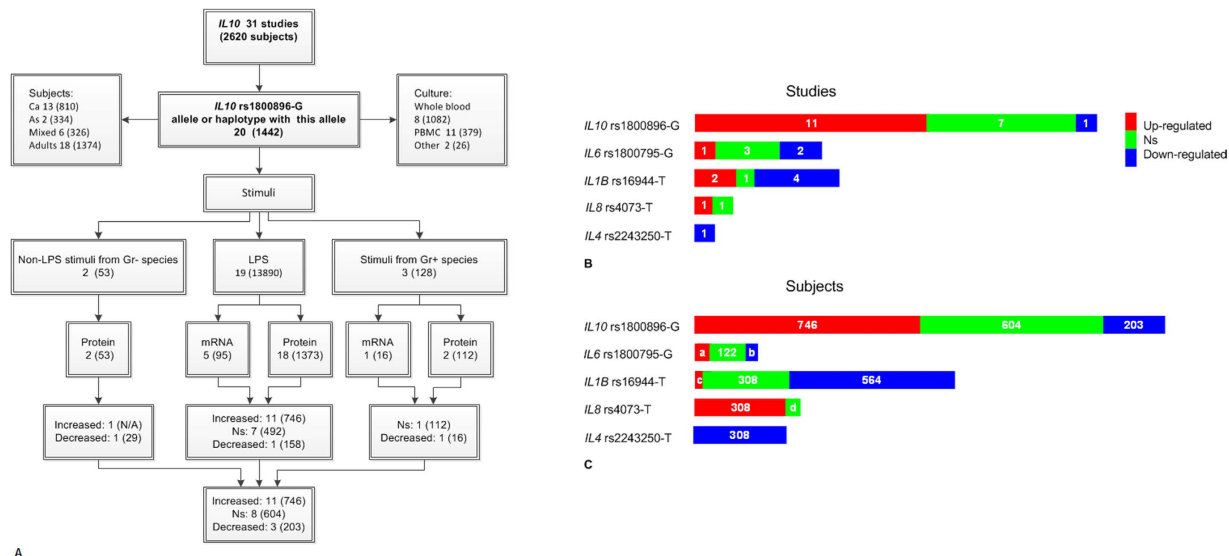 IL10 31 studies
(2620 subjects)
Subjects:
Ca 13 (810)
As 2 (334)
Mixed 6 (326)
Adults 18 (1374)
IL10 rs1800896-G
allele or haplotype with this allele
20 (1442)
Culture:
Whole blood
8 (1082)
PBMC 11 (379)
Other 2 (26)
Stimuli
Non-LPS stimuli from Gr- species
2 (53)
LPS
19 (13890)
Stimuli from Gr+ species
3 (128)
Protein
2 (53)
mRNA
5 (95)
Protein
18 (1373)
mRNA
1 (16)
Protein
2 (112)
Increased: 1 (N/A)
Decreased: 1 (29)
Increased: 11 (746)
Ns: 7 (492)
Decreased: 1 (158)
Ns: 1 (112)
Decreased: 1 (16)
Increased: 11 (746)
Ns: 8 (604)
Decreased: 3 (203)
A
Studies
IL10 rs1800896-G 11 7 1
IL6 rs1800795-G 1 3 2
IL1B rs16944-T 2 1 4
IL8 rs4073-T 1 1
IL4 rs2243250-T 1
Up-regulated
Ns
Down-regulated
B
Subjects
IL10 rs1800896-G 746 604 203
IL6 rs1800795-G a 122 b
IL1B rs16944-T c 308 564
IL8 rs4073-T 308 d
IL4 rs2243250-T 308
C